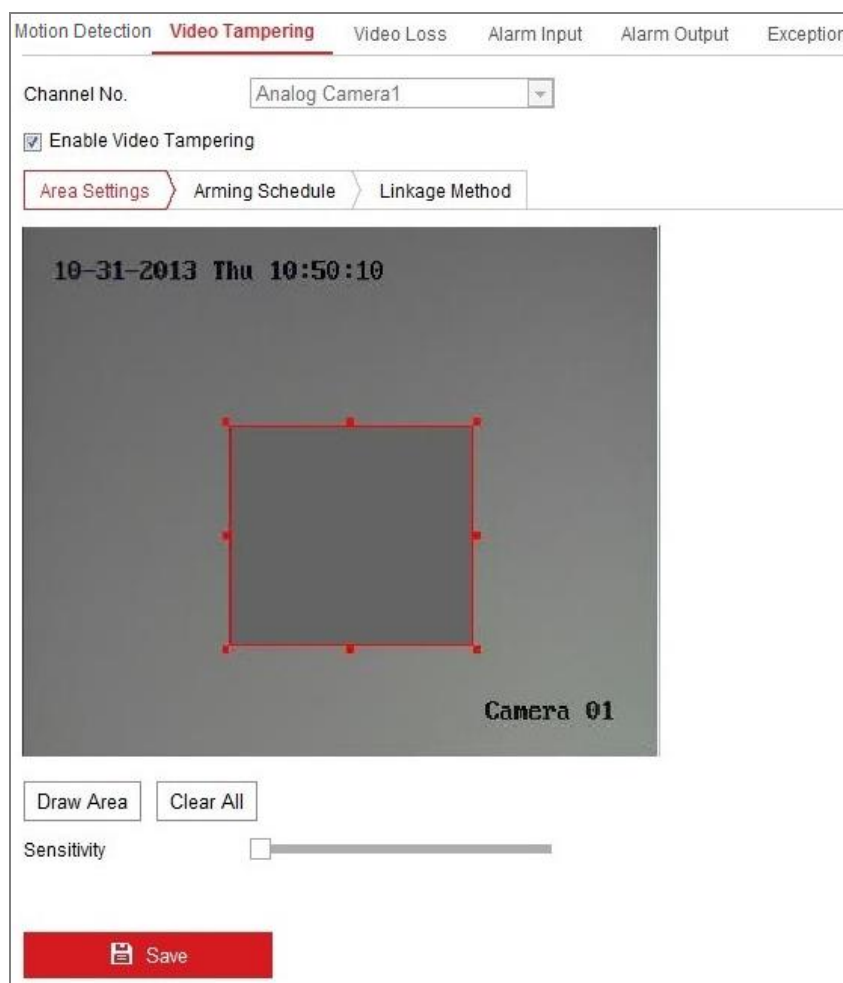 Motion Detection Video Tampering Video Loss Alarm Input Alarm Output Exception
Channel No. Analog Camera1
Enable Video Tampering
Area Settings Arming Schedule Linkage Method
10-31-2013 Thu 10:50:10
Camera 01
Draw Area Clear All
Sensitivity
Save